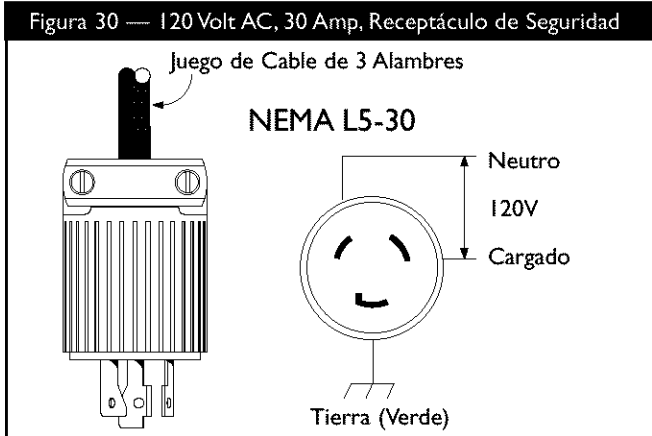 Figura 30 — 120 Volt AC, 30 Amp, Receptáculo de Seguridad
Juego de Cable de 3 Alambres
NEMA L5-30
Neutro
120V
Cargado
Tierra (Verde)